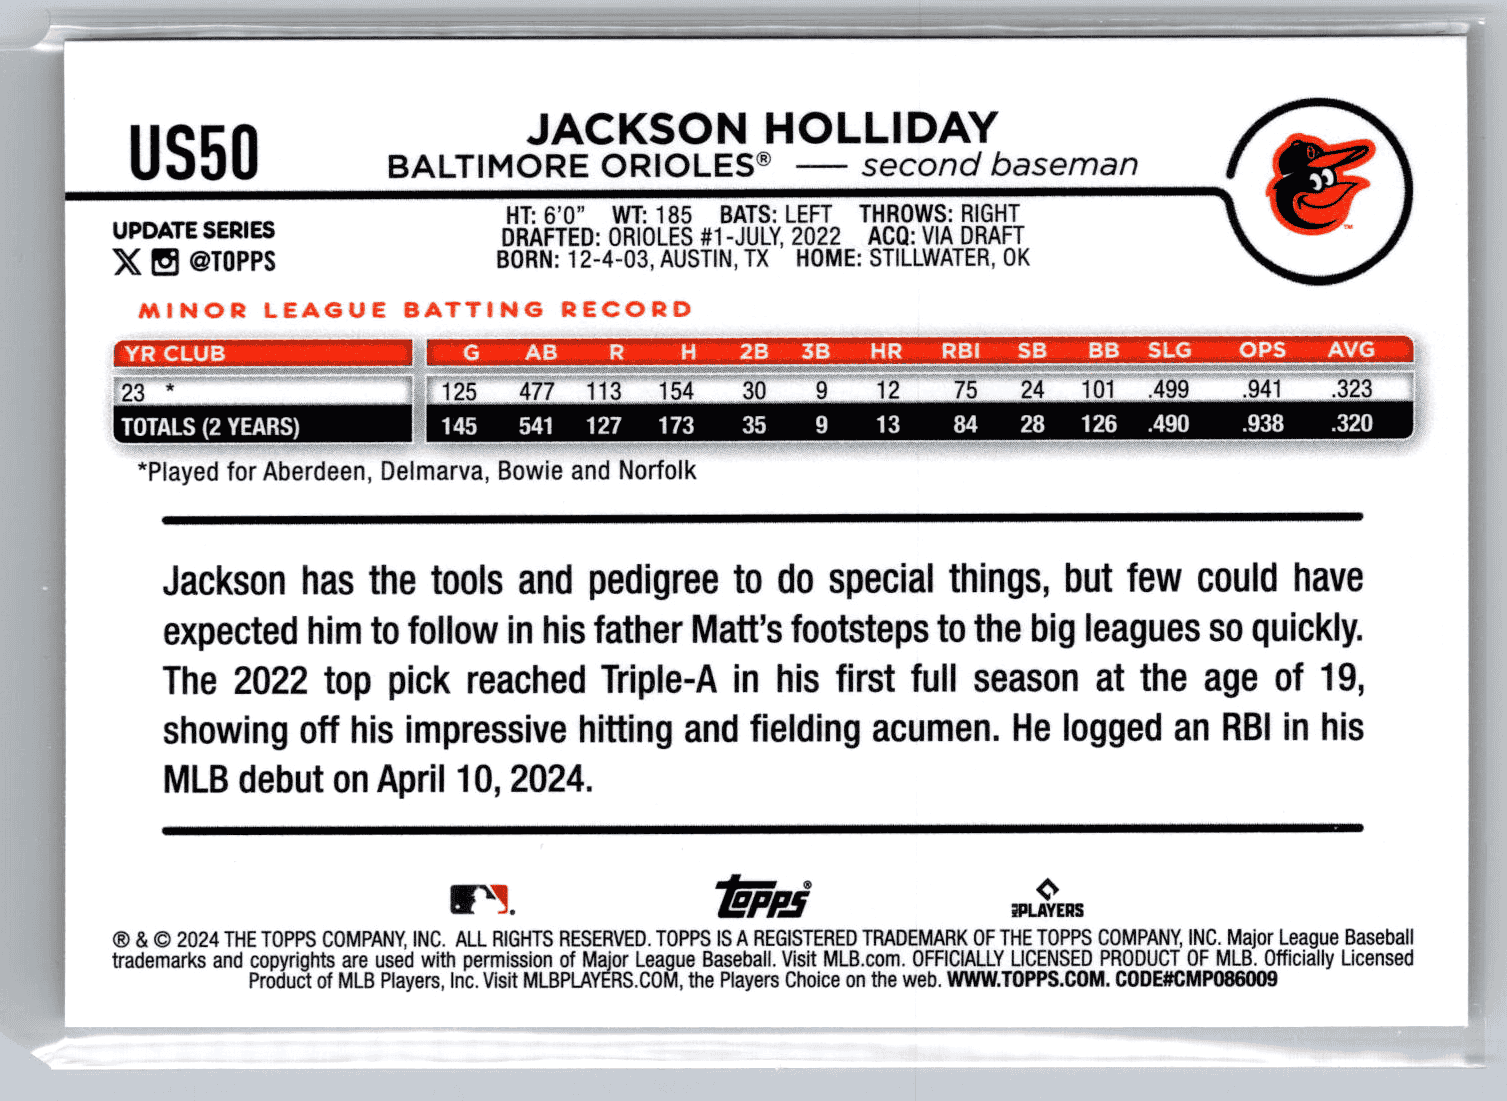 US50
JACKSON HOLLIDAY
BALTIMORE ORIOLES® — second baseman
UPDATE SERIES
@TOPPS
HT: 6'0" WT: 185 BATS: LEFT THROWS: RIGHT
DRAFTED: ORIOLES #1-JULY, 2022 ACQ: VIA DRAFT
BORN: 12-4-03, AUSTIN, TX HOME: STILLWATER, OK
MINOR LEAGUE BATTING RECORD
YR CLUB G AB R H 2B 3B HR RBI SB BB SLG OPS AVG
23 * 125 477 113 154 30 9 12 75 24 101 .499 .941 .323
TOTALS (2 YEARS) 145 541 127 173 35 9 13 84 28 126 .490 .938 .320
*Played for Aberdeen, Delmarva, Bowie and Norfolk
Jackson has the tools and pedigree to do special things, but few could have
expected him to follow in his father Matt's footsteps to the big leagues so quickly.
The 2022 top pick reached Triple-A in his first full season at the age of 19,
showing off his impressive hitting and fielding acumen. He logged an RBI in his
MLB debut on April 10, 2024.
Topps®
MLBPLAYERS
® & © 2024 THE TOPPS COMPANY, INC. ALL RIGHTS RESERVED. TOPPS IS A REGISTERED TRADEMARK OF THE TOPPS COMPANY, INC. Major League Baseball
trademarks and copyrights are used with permission of Major League Baseball. Visit MLB.com. OFFICIALLY LICENSED PRODUCT OF MLB. Officially Licensed
Product of MLB Players, Inc. Visit MLBPLAYERS.COM, the Players Choice on the web. WWW.TOPPS.COM. CODE#CMP086009